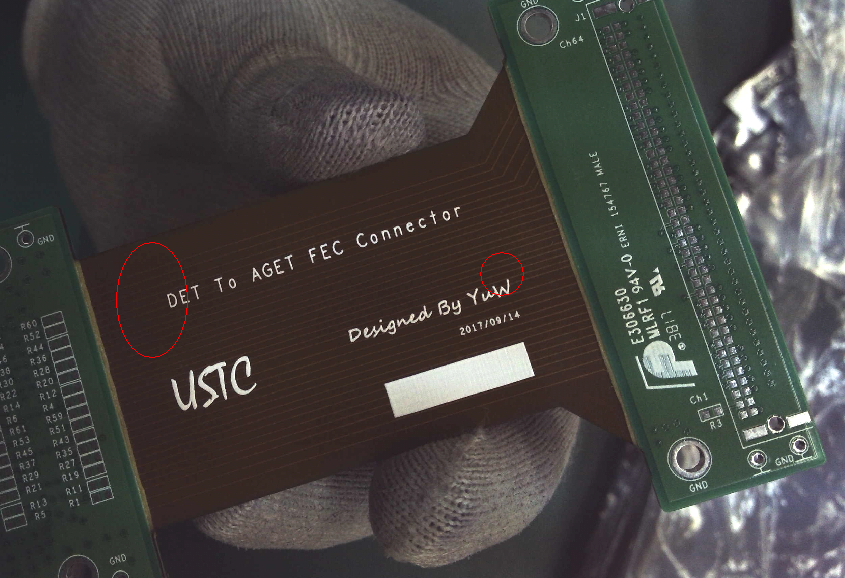 GND
J1
Ch64
DET To AGET FEC Connector
Designed By YuW
2017/09/14
USTC
ERNI 154767 MALE
E306630
MLRF1 94V-0
3817
Ch1
R3
GND
GND
GND
R60
R52
R44
R36
R28
R20
R12
R4
R59
R51
R43
R35
R27
R19
R11
R1
R22
R14
R6
R61
R53
R45
R37
R29
R21
R13
R5
GND